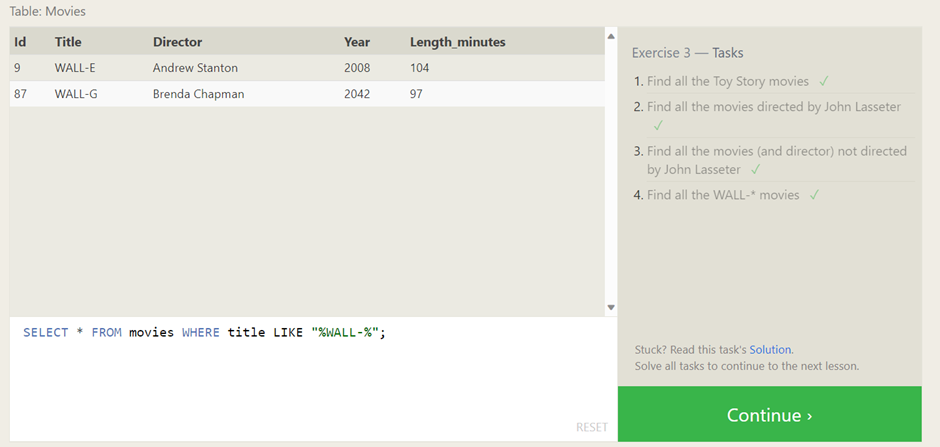 Table: Movies
Id Title Director Year Length_minutes
9 WALL-E Andrew Stanton 2008 104
87 WALL-G Brenda Chapman 2042 97
SELECT * FROM movies WHERE title LIKE "%WALL-%";
RESET
Exercise 3 — Tasks
1. Find all the Toy Story movies ✓
2. Find all the movies directed by John Lasseter
✓
3. Find all the movies (and director) not directed
by John Lasseter ✓
4. Find all the WALL-* movies ✓
Stuck? Read this task's Solution.
Solve all tasks to continue to the next lesson.
Continue ›